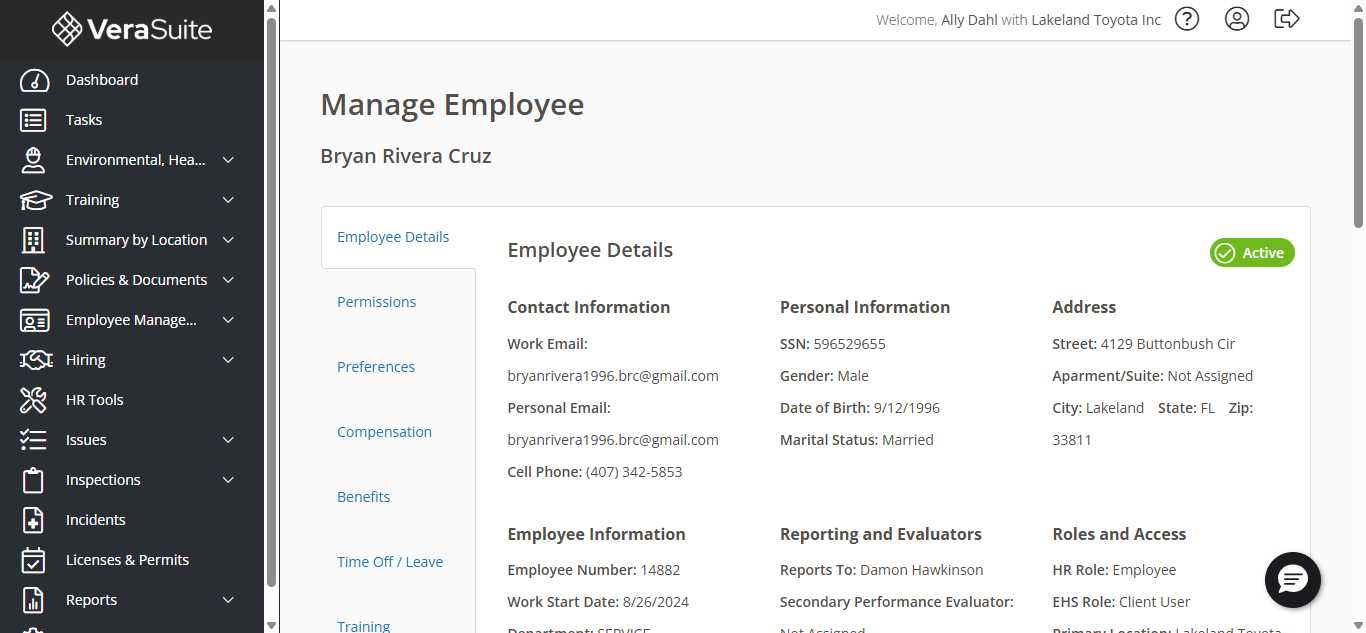 VeraSuite
Welcome, Ally Dahl with Lakeland Toyota Inc
Dashboard
Tasks
Environmental, Hea...
Training
Summary by Location
Policies & Documents
Employee Manage...
Hiring
HR Tools
Issues
Inspections
Incidents
Licenses & Permits
Reports
Manage Employee
Bryan Rivera Cruz
Employee Details
Permissions
Preferences
Compensation
Benefits
Time Off / Leave
Training
Employee Details
Active
Contact Information
Work Email:
bryanrivera1996.brc@gmail.com
Personal Email:
bryanrivera1996.brc@gmail.com
Cell Phone: (407) 342-5853
Personal Information
SSN: 596529655
Gender: Male
Date of Birth: 9/12/1996
Marital Status: Married
Address
Street: 4129 Buttonbush Cir
Aparment/Suite: Not Assigned
City: Lakeland State: FL Zip:
33811
Employee Information
Employee Number: 14882
Work Start Date: 8/26/2024
Department: SERVICE
Reporting and Evaluators
Reports To: Damon Hawkinson
Secondary Performance Evaluator:
Not Assigned
Roles and Access
HR Role: Employee
EHS Role: Client User
Primary Location: Lakeland Toyota